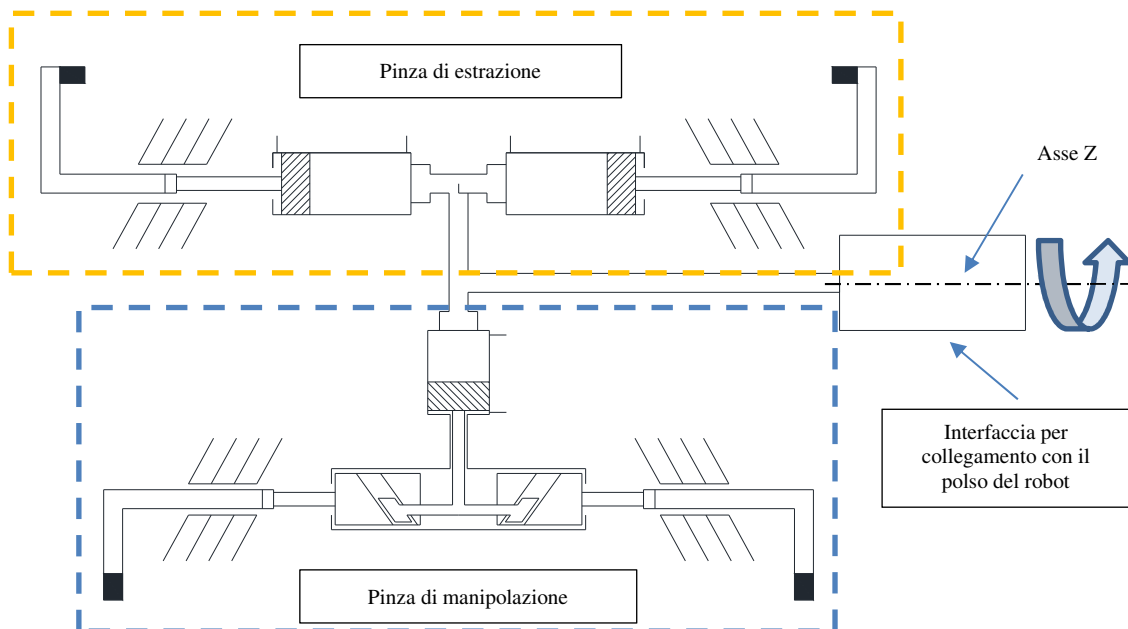 Pinza di estrazione
Asse Z
Interfaccia per
collegamento con il
polso del robot
Pinza di manipolazione